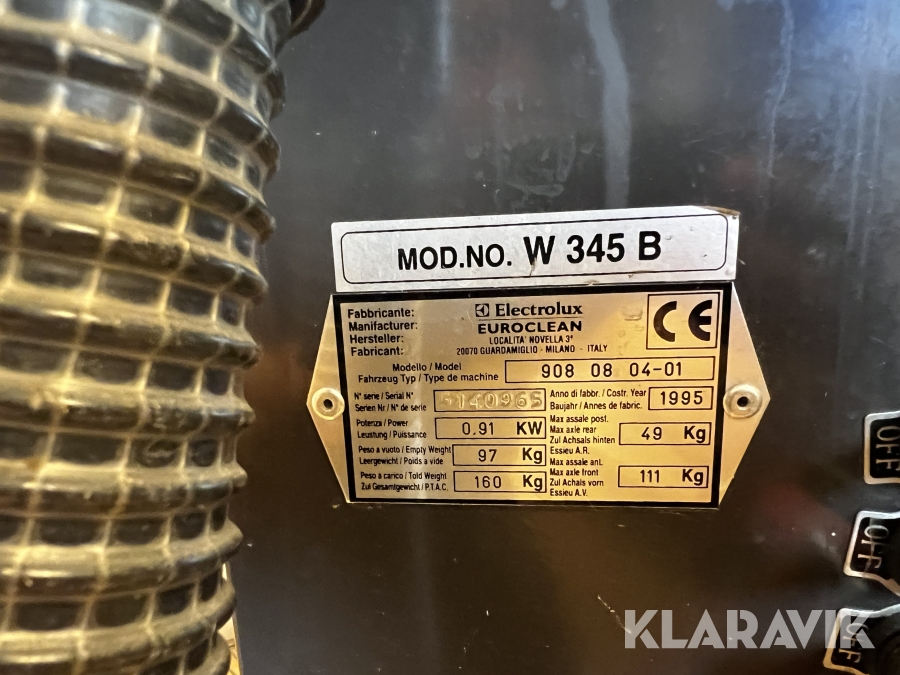 MOD.NO. W 345 B
Fabbricante:
Manufacturer:
Hersteller:
Fabricant:
Electrolux
EUROCLEAN
LOCALITA' NOVELLA 3ª
20070 GUARDAMIGLIO - MILANO - ITALY
CE
Modello / Model
Fahrzeug Typ / Type de machine
908 08 04-01
N° serie / Serial N°
Serien Nr / N° de serie
5140965
Anno di fabbr. / Costr. Year
Baujahr / Annes de fabric.
1995
Potenza / Power
Leustung / Puissance
0.91 KW
Max assale post.
Max axle rear
Zul Achsals hinten
Essieu A.R.
49 Kg
Peso a vuoto / Empty Weight
Leergewicht / Poids a vide
97 Kg
Peso a carico / Told Weight
Zul Gesamtgewicht / P.T.A.C.
160 Kg
Max assale ant.
Max axle front
Zul Achals vorn
Essieu A.V.
111 Kg
OFF
OFF
KLARAVIK